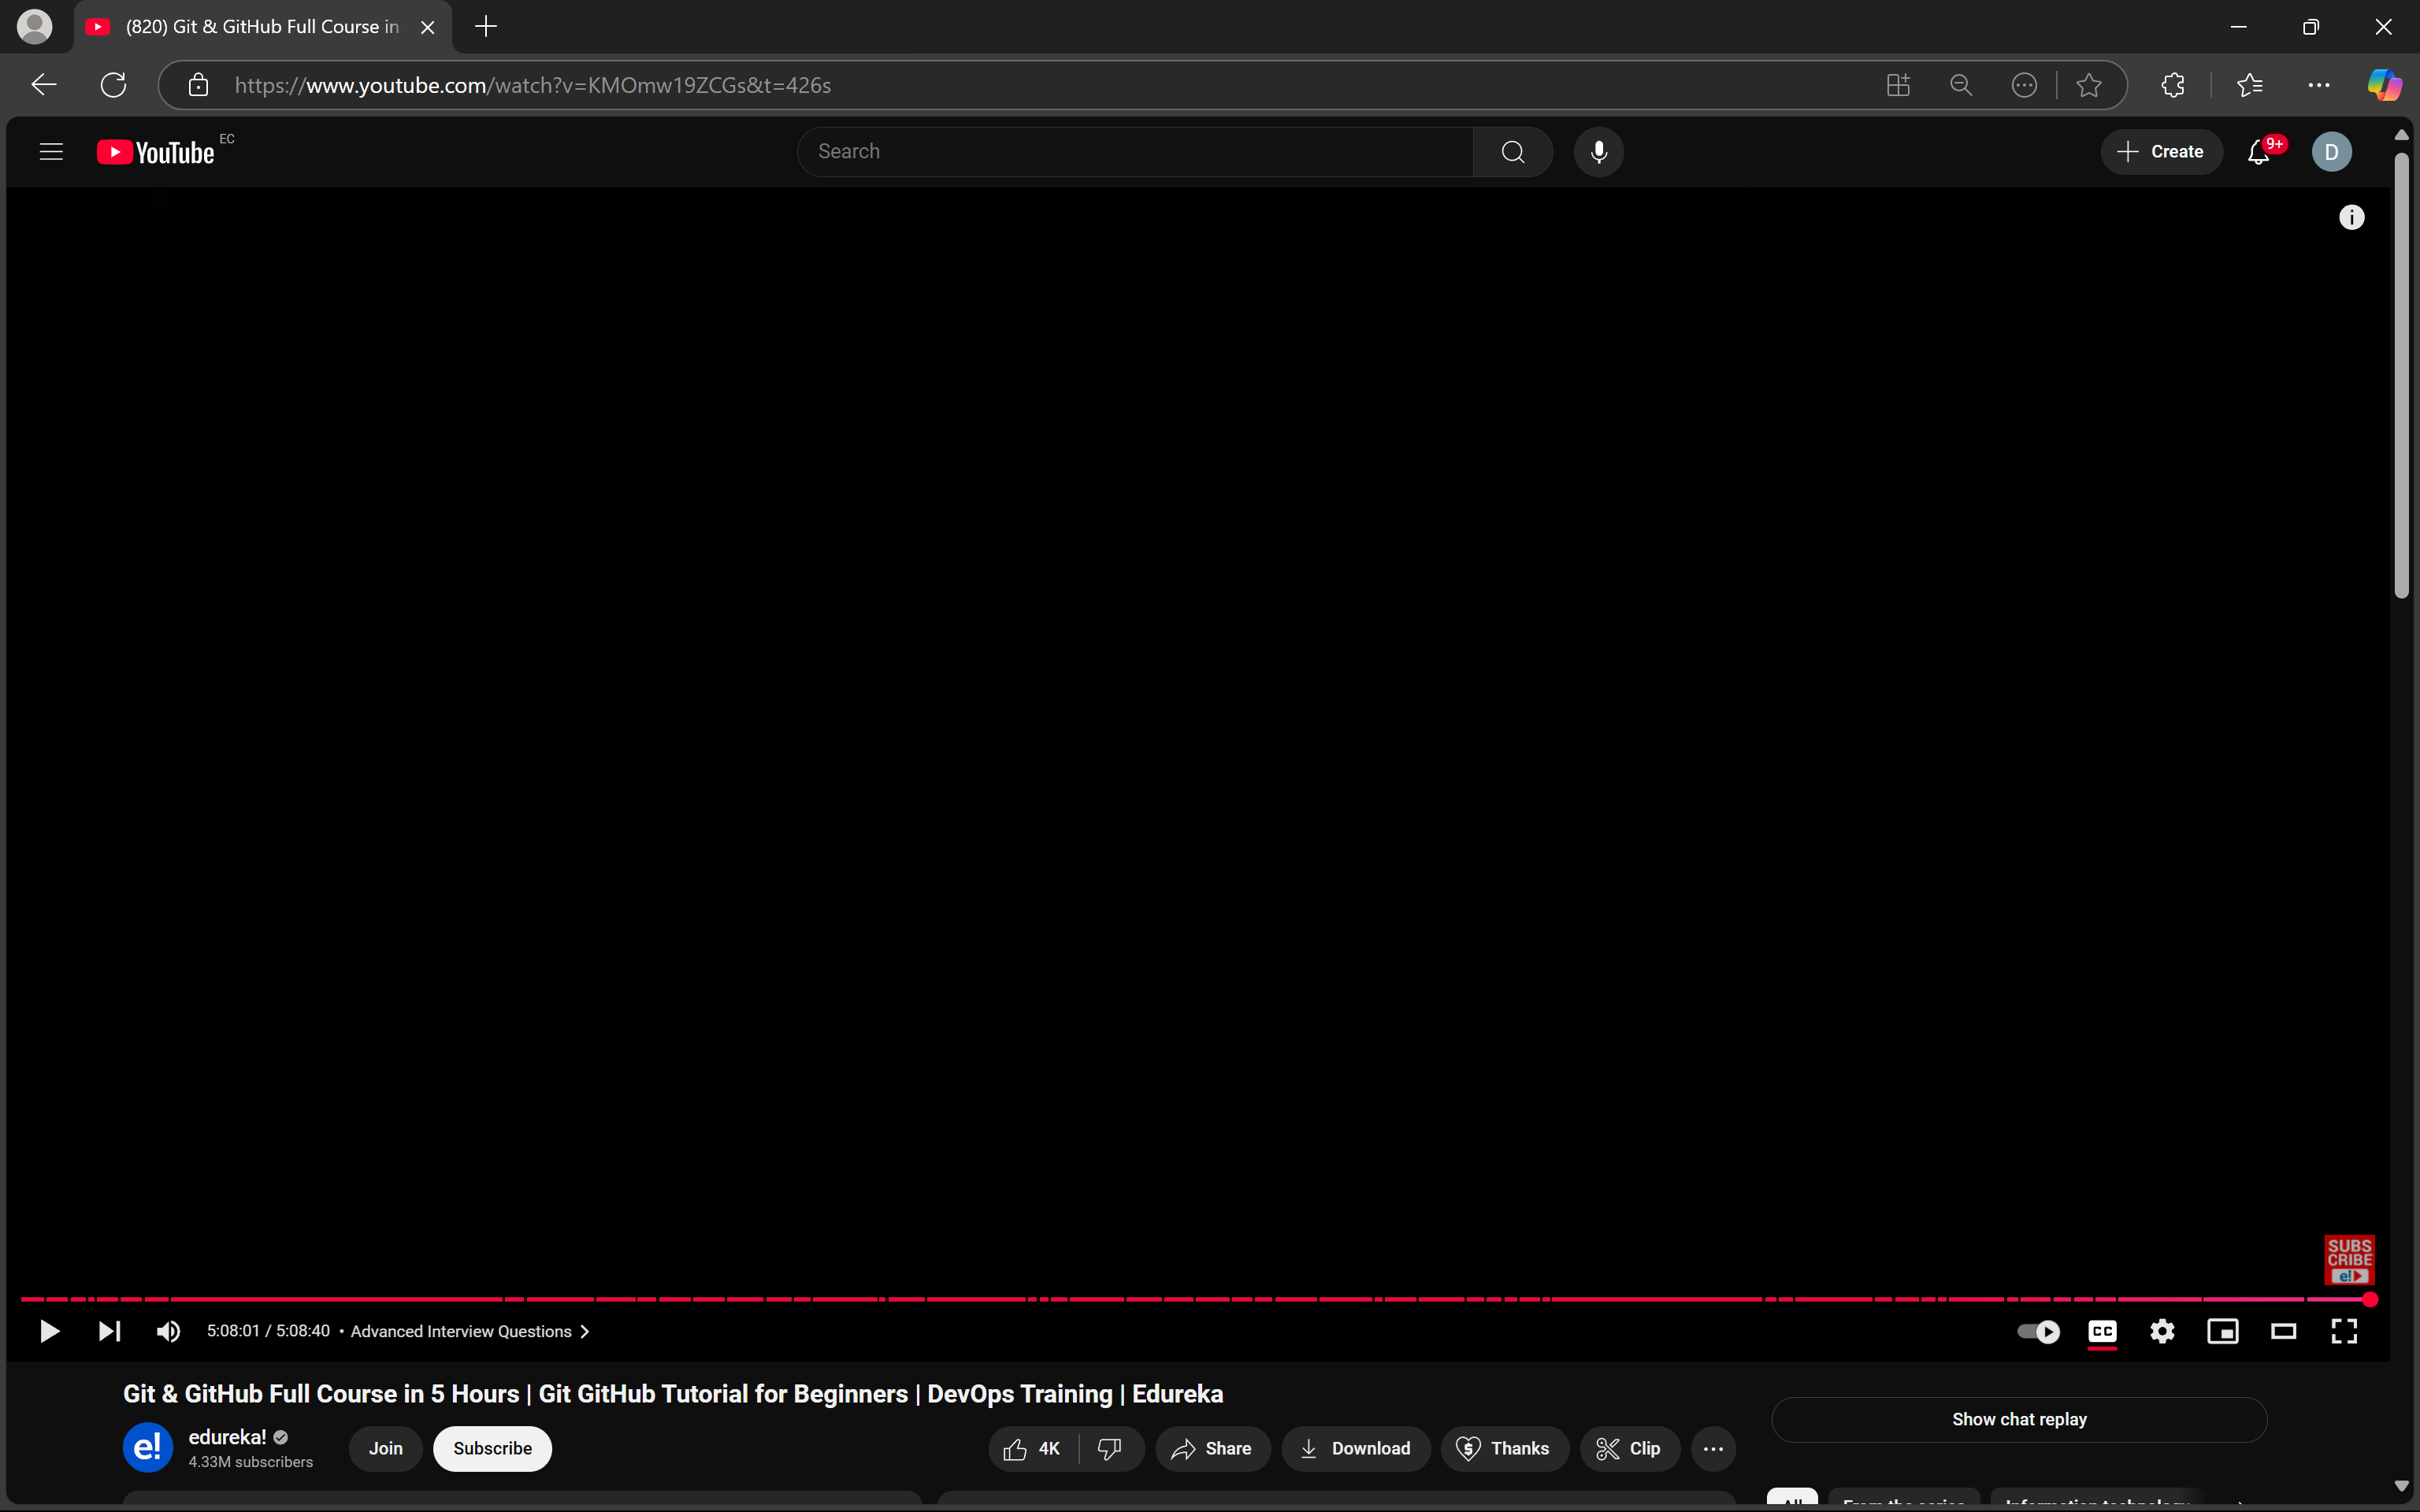 (820) Git & GitHub Full Course in
https://www.youtube.com/watch?v=KMOmw19ZCGs&t=426s
YouTube EC
Search
Create
9+
D
SUBS
CRIBE
e!
5:08:01 / 5:08:40 • Advanced Interview Questions
CC
Git & GitHub Full Course in 5 Hours | Git GitHub Tutorial for Beginners | DevOps Training | Edureka
Show chat replay
e!
edureka!
4.33M subscribers
Join
Subscribe
4K
Share
Download
Thanks
Clip